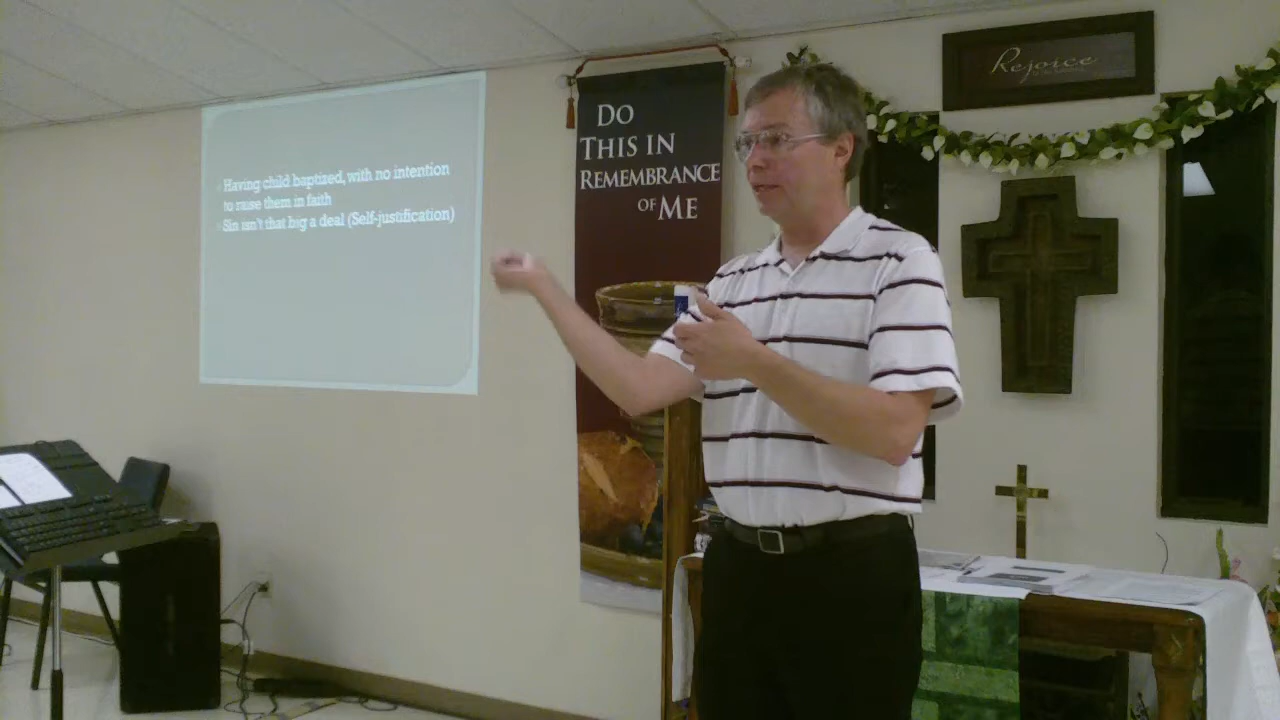 Having child baptized, with no intention
to raise them in faith
Sin isn't that big a deal (Self-justification)
DO
THIS IN
REMEMBRANCE
OF ME
Rejoice